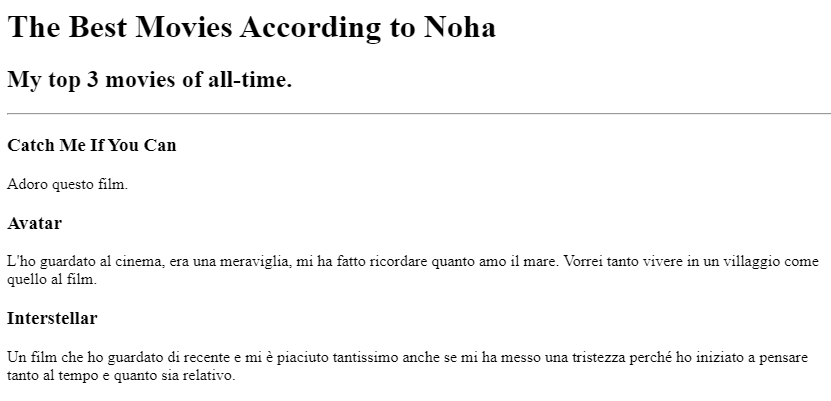 The Best Movies According to Noha
My top 3 movies of all-time.
Catch Me If You Can
Adoro questo film.
Avatar
L'ho guardato al cinema, era una meraviglia, mi ha fatto ricordare quanto amo il mare. Vorrei tanto vivere in un villaggio come
quello al film.
Interstellar
Un film che ho guardato di recente e mi è piaciuto tantissimo anche se mi ha messo una tristezza perché ho iniziato a pensare
tanto al tempo e quanto sia relativo.